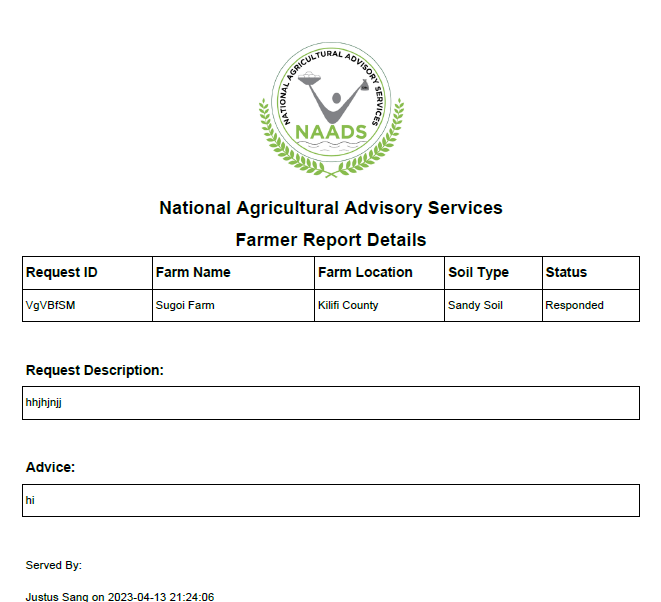 NATIONAL AGRICULTURAL ADVISORY SERVICES
NAADS
National Agricultural Advisory Services
Farmer Report Details
Request ID Farm Name Farm Location Soil Type Status
VgVBfSM Sugoi Farm Kilifi County Sandy Soil Responded
Request Description:
hhjhjnjj
Advice:
hi
Served By:
Justus Sang on 2023-04-13 21:24:06